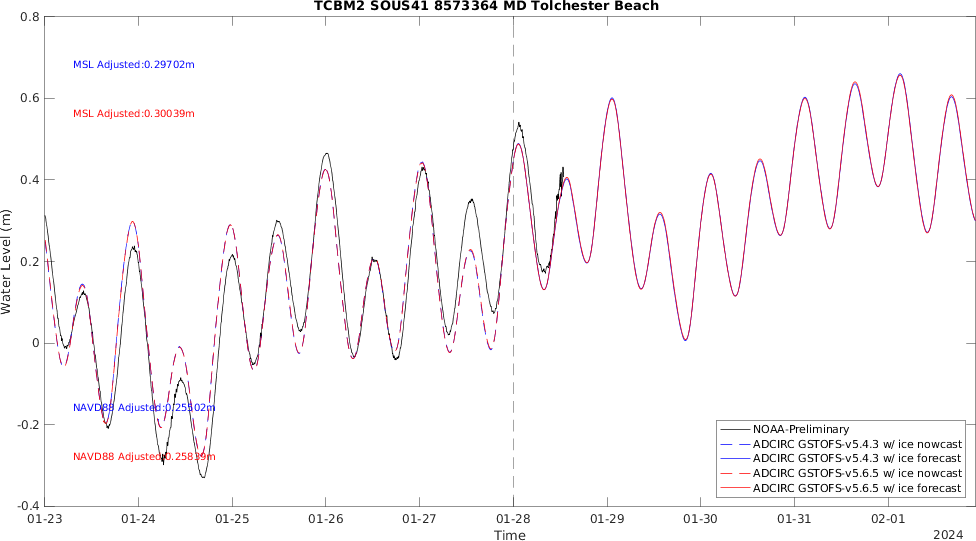 TCBM2 SOUS41 8573364 MD Tolchester Beach
0.8
0.6
0.4
0.2
0
-0.2
-0.4
Water Level (m)
MSL Adjusted:0.29702m
MSL Adjusted:0.30039m
NAVD88 Adjusted:0.25502m
NAVD88 Adjusted:0.25839m
NOAA-Preliminary
ADCIRC GSTOFS-v5.4.3 w/ ice nowcast
ADCIRC GSTOFS-v5.4.3 w/ ice forecast
ADCIRC GSTOFS-v5.6.5 w/ ice nowcast
ADCIRC GSTOFS-v5.6.5 w/ ice forecast
01-23 01-24 01-25 01-26 01-27 01-28 01-29 01-30 01-31 02-01
Time
2024